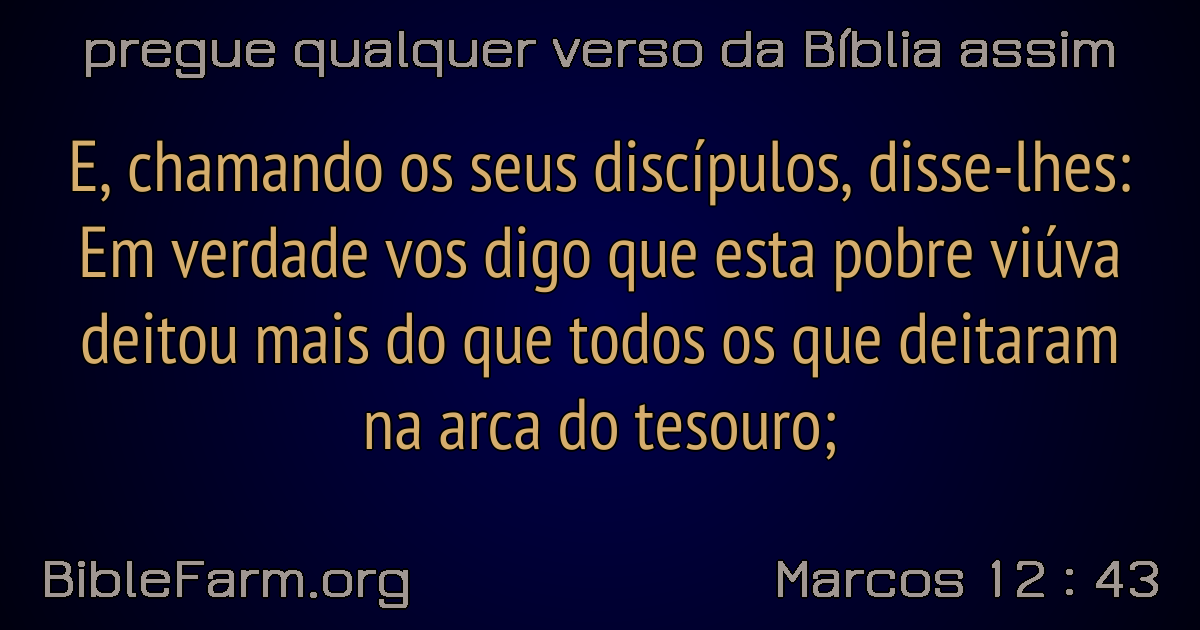 pregue qualquer verso da Bíblia assim
E, chamando os seus discípulos, disse-lhes:
Em verdade vos digo que esta pobre viúva
deitou mais do que todos os que deitaram
na arca do tesouro;
BibleFarm.org
Marcos 12 : 43